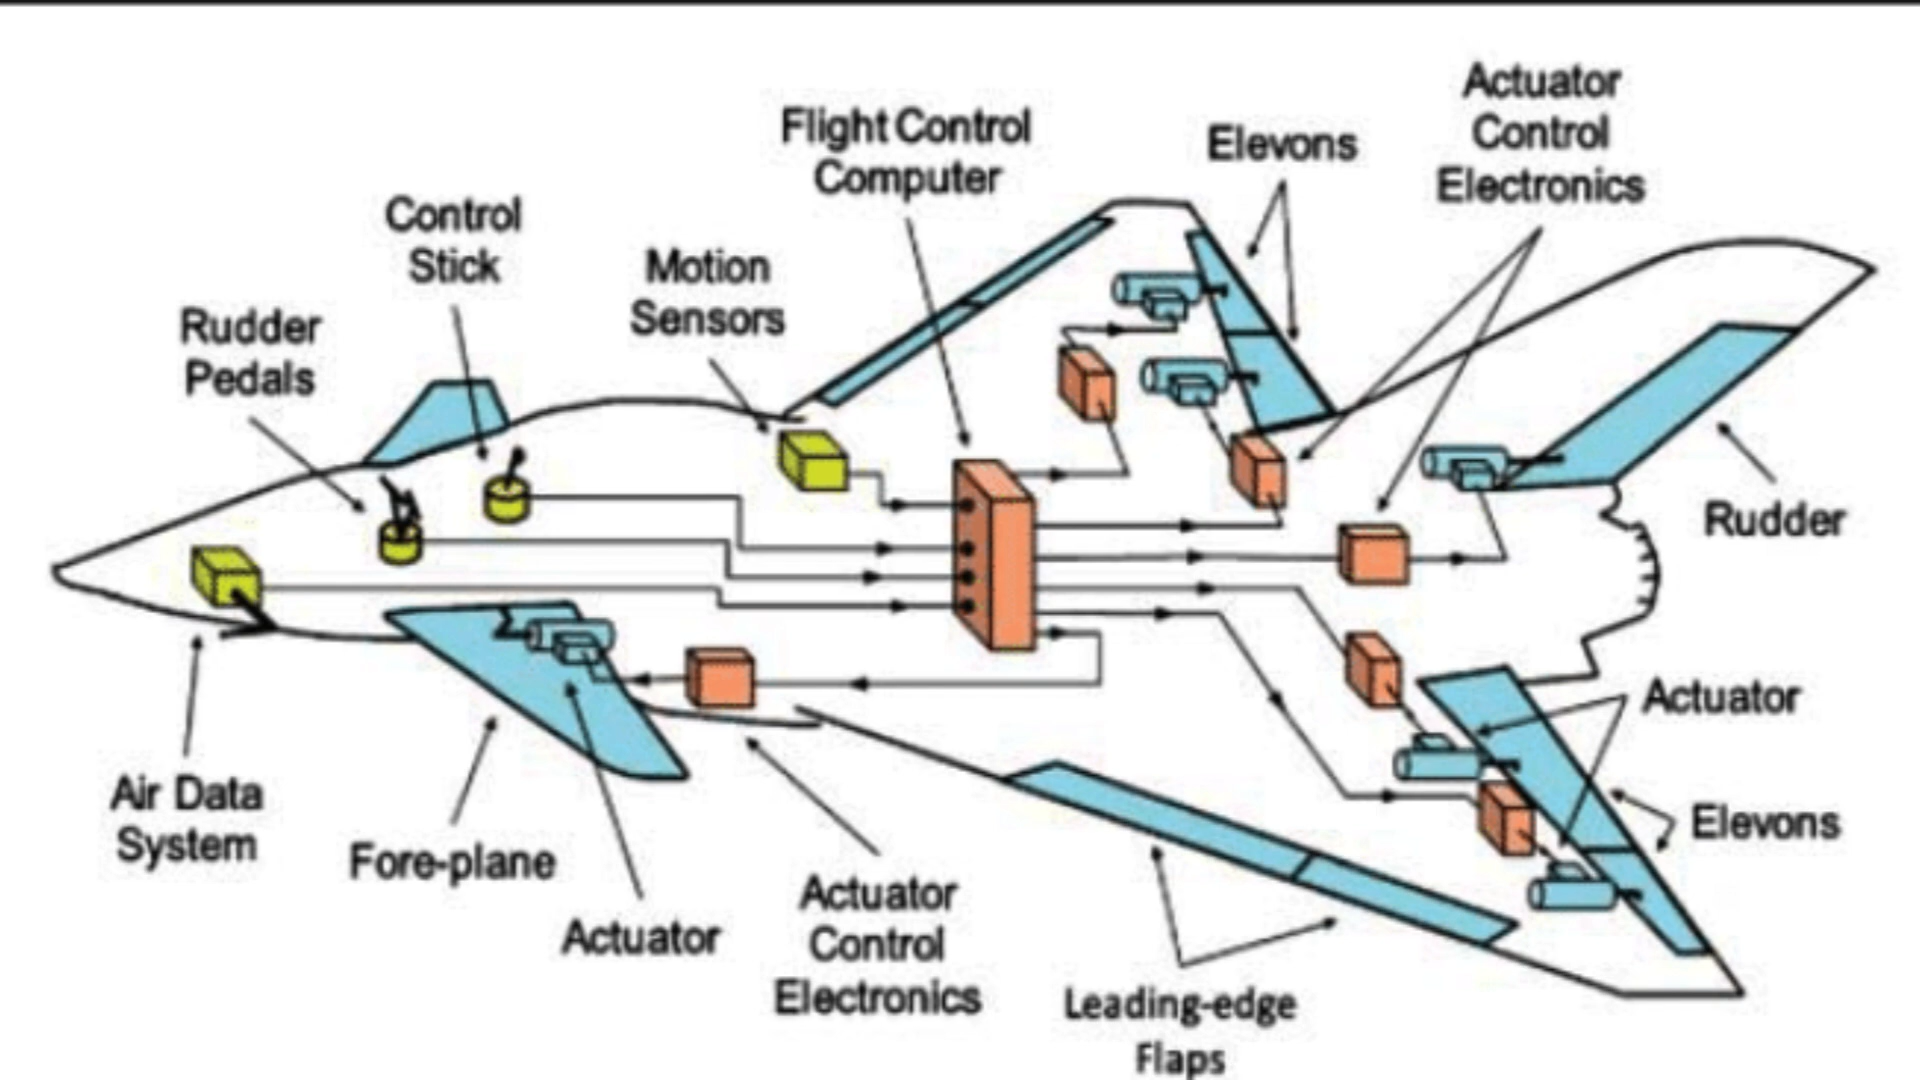 Actuator
Control
Electronics
Flight Control
Computer
Elevons
Control
Stick
Motion
Sensors
Rudder
Pedals
Rudder
Actuator
Air Data
System
Fore-plane
Elevons
Actuator
Actuator
Control
Electronics
Leading-edge
Flaps